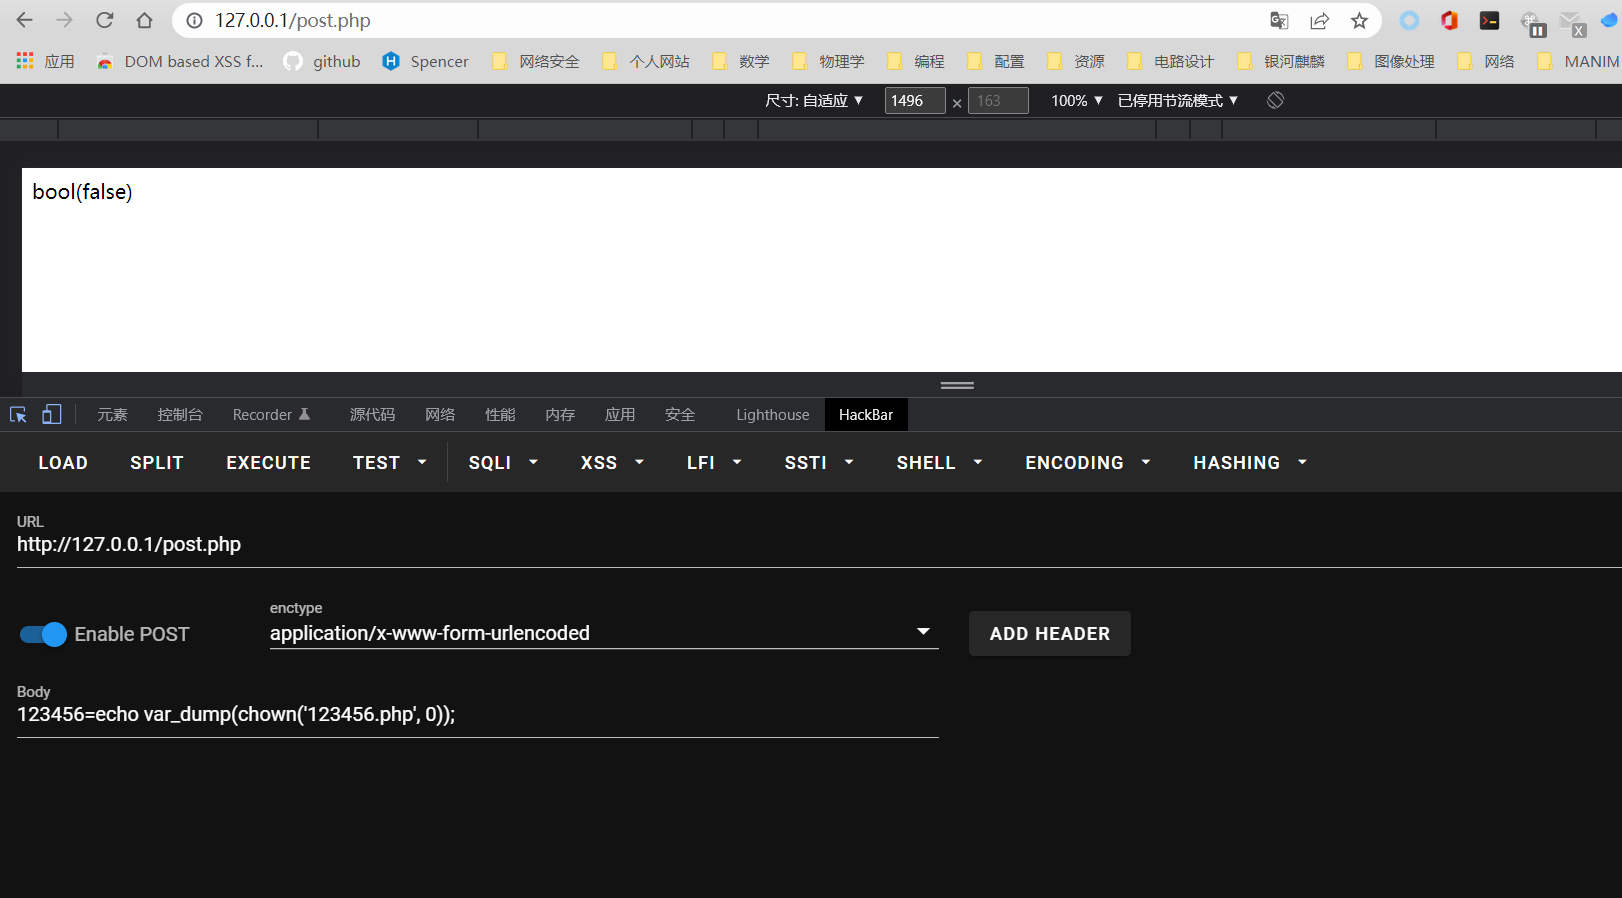 127.0.0.1/post.php
应用 DOM based XSS f... github Spencer 网络安全 个人网站 数学 物理学 编程 配置 资源 电路设计 银河麒麟 图像处理 网络 MANIM
尺寸: 自适应 ▼ 1496 × 163 100% ▼ 已停用节流模式 ▼
bool(false)
元素 控制台 Recorder 源代码 网络 性能 内存 应用 安全 Lighthouse HackBar
LOAD SPLIT EXECUTE TEST SQLI XSS LFI SSTI SHELL ENCODING HASHING
URL
http://127.0.0.1/post.php
enctype
Enable POST application/x-www-form-urlencoded ADD HEADER
Body
123456=echo var_dump(chown('123456.php', 0));